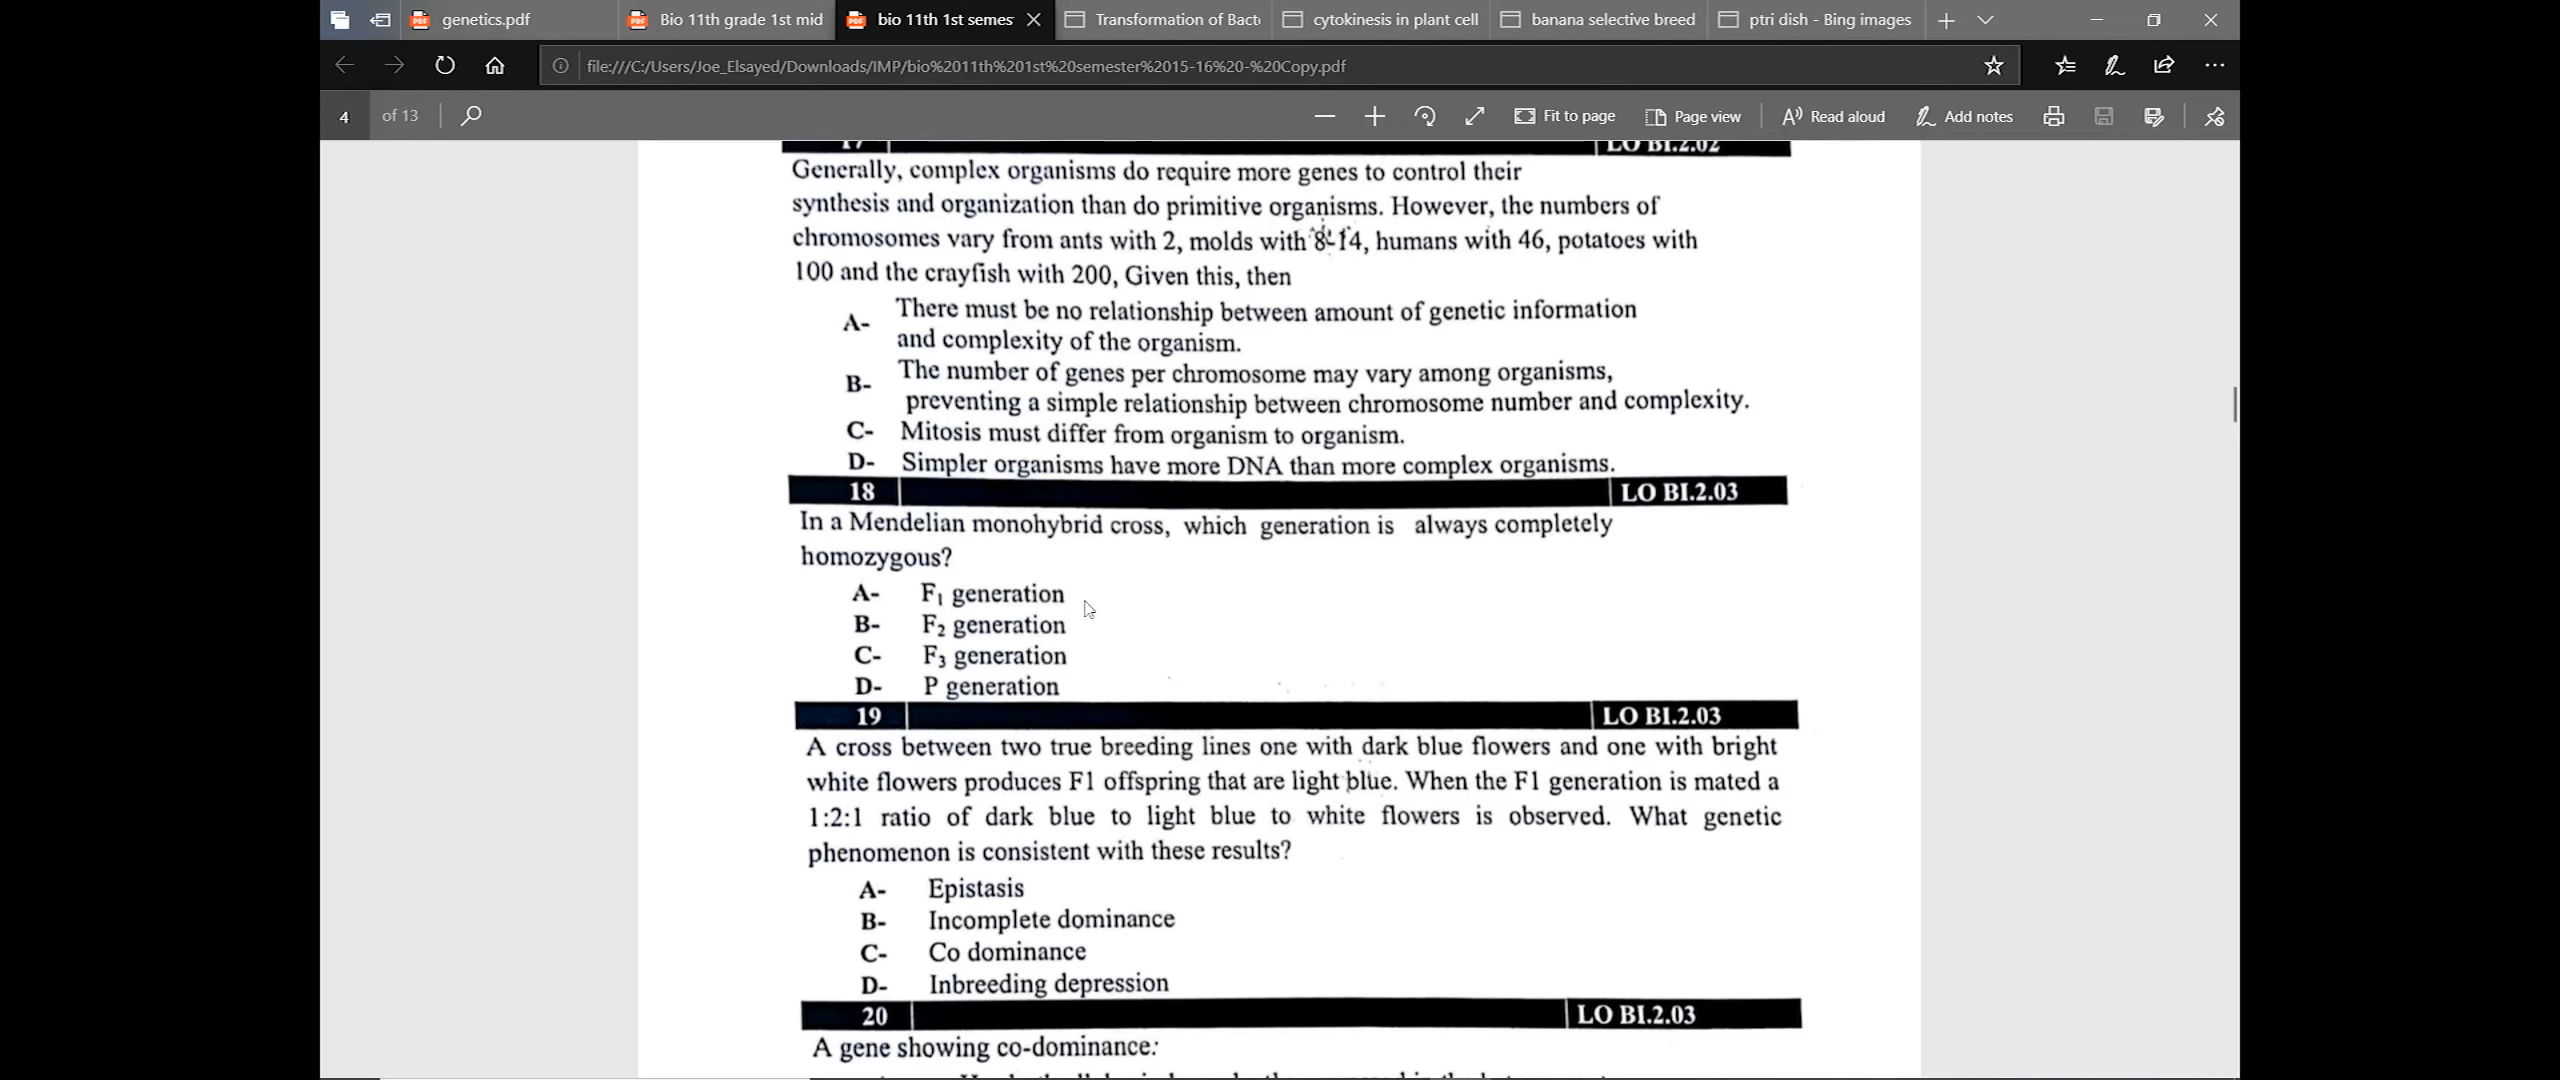 genetics.pdf
Bio 11th grade 1st mid
bio 11th 1st semes
Transformation of Bact
cytokinesis in plant cell
banana selective breed
ptri dish - Bing images
file:///C:/Users/Joe_Elsayed/Downloads/IMP/bio%2011th%201st%20semester%2015-16%20-%20Copy.pdf
4 of 13
Fit to page
Page view
Read aloud
Add notes
17 LO BI.2.02
Generally, complex organisms do require more genes to control their
synthesis and organization than do primitive organisms. However, the numbers of
chromosomes vary from ants with 2, molds with 8-14, humans with 46, potatoes with
100 and the crayfish with 200, Given this, then
A- There must be no relationship between amount of genetic information
and complexity of the organism.
B- The number of genes per chromosome may vary among organisms,
preventing a simple relationship between chromosome number and complexity.
C- Mitosis must differ from organism to organism.
D- Simpler organisms have more DNA than more complex organisms.
18 LO BI.2.03
In a Mendelian monohybrid cross, which generation is always completely
homozygous?
A- F1 generation
B- F2 generation
C- F3 generation
D- P generation
19 LO BI.2.03
A cross between two true breeding lines one with dark blue flowers and one with bright
white flowers produces F1 offspring that are light blue. When the F1 generation is mated a
1:2:1 ratio of dark blue to light blue to white flowers is observed. What genetic
phenomenon is consistent with these results?
A- Epistasis
B- Incomplete dominance
C- Co dominance
D- Inbreeding depression
20 LO BI.2.03
A gene showing co-dominance: